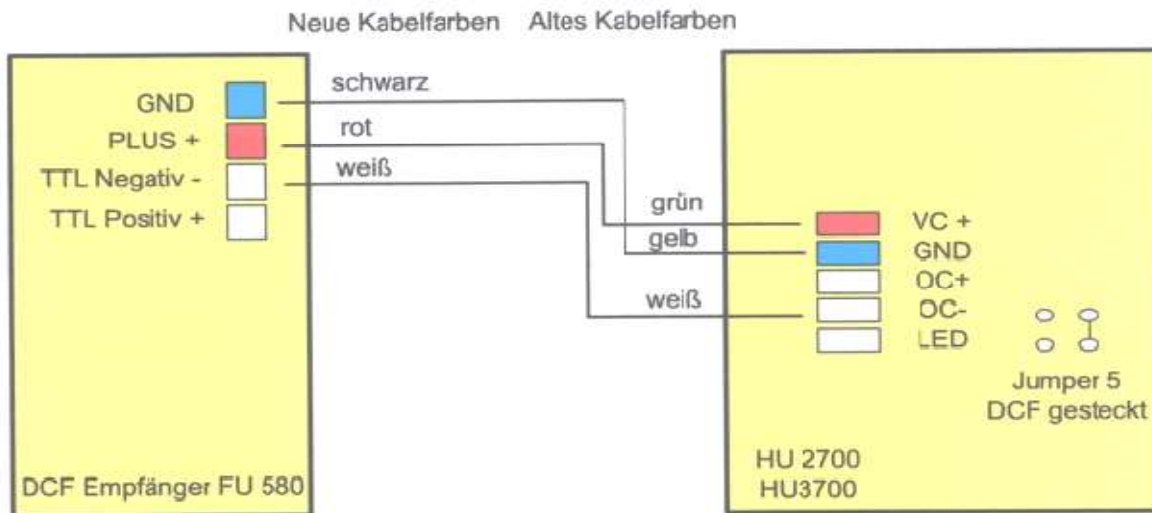 Neue Kabelfarben Altes Kabelfarben
GND
PLUS +
TTL Negativ -
TTL Positiv +
schwarz
rot
weiß
grün
gelb
weiß
VC +
GND
OC+
OC-
LED
Jumper 5
DCF gesteckt
DCF Empfänger FU 580
HU 2700
HU3700